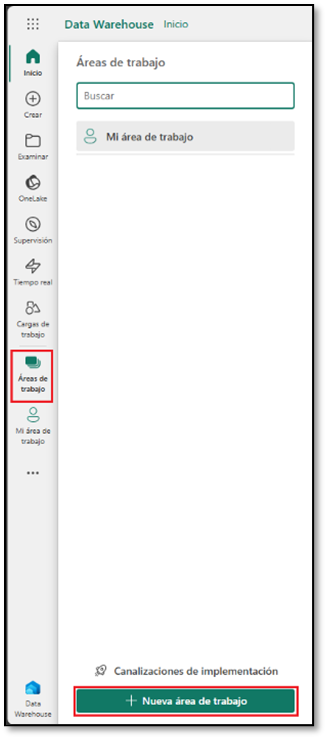 Data Warehouse Inicio
Inicio
Crear
Examinar
OneLake
Supervisión
Tiempo real
Cargas de
trabajo
Áreas de
trabajo
Mi área de
trabajo
Data
Warehouse
Áreas de trabajo
Buscar
Mi área de trabajo
Canalizaciones de implementación
Nueva área de trabajo